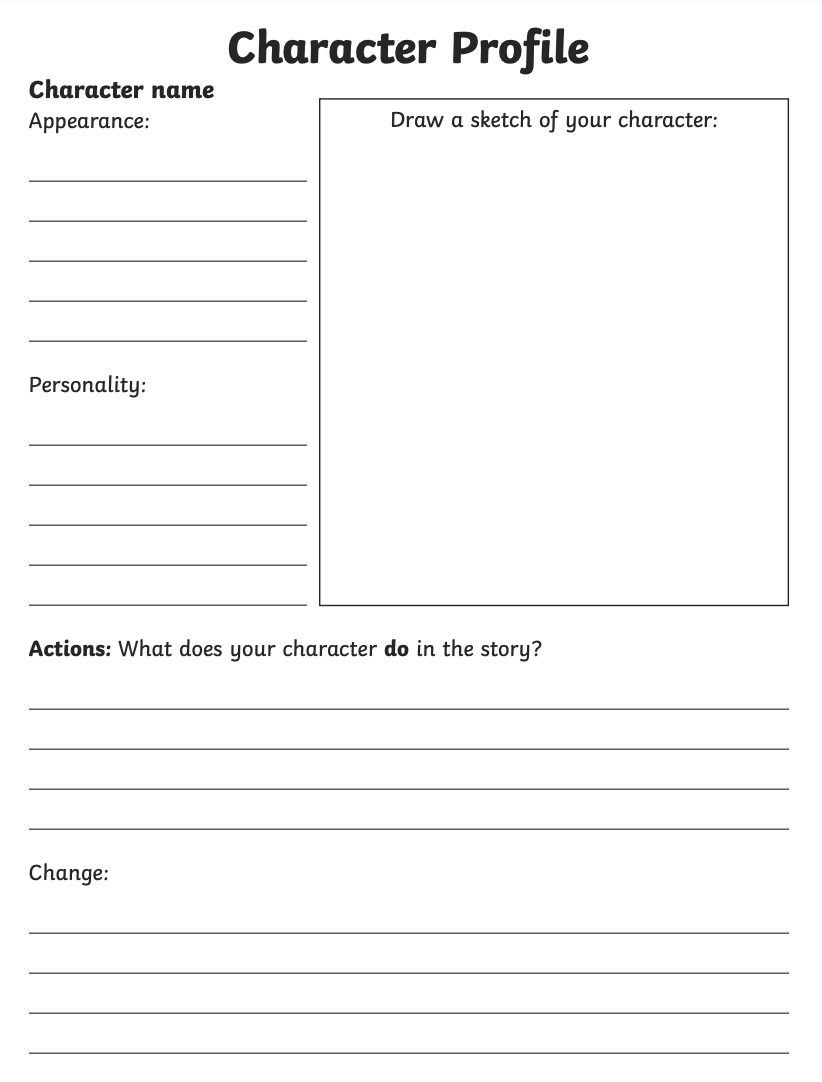 Character Profile
Character name
Appearance:
Draw a sketch of your character:
Personality:
Actions: What does your character do in the story?
Change: